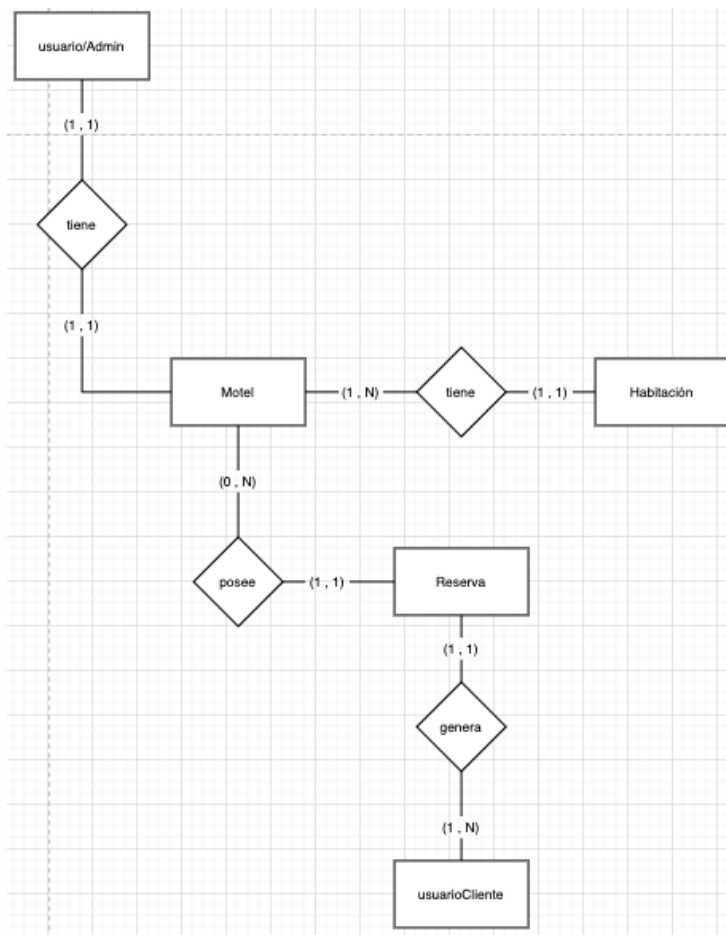 usuario/Admin
(1 , 1)
tiene
(1 , 1)
Motel
(1 , N)
tiene
(1 , 1)
Habitación
(0 , N)
posee
(1 , 1)
Reserva
(1 , 1)
genera
(1 , N)
usuarioCliente